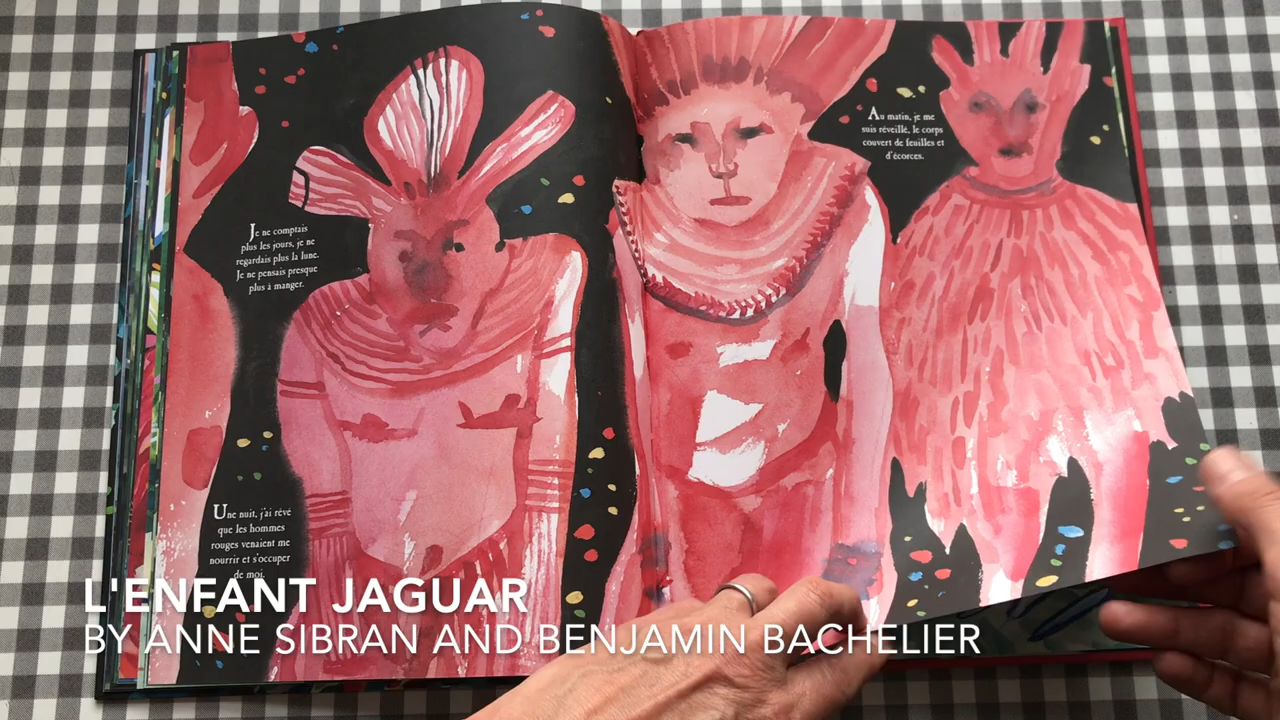 Je ne comptais
plus les jours, je ne
regardais plus la lune.
Je ne pensais presque
plus à manger.
Une nuit, j'ai rêvé
que les hommes
rouges venaient me
nourrir et s'occuper
de moi.
Au matin, je me
suis réveillé, le corps
couvert de feuilles et
d'écorces.
L'ENFANT JAGUAR
BY ANNE SIBRAN AND BENJAMIN BACHELIER